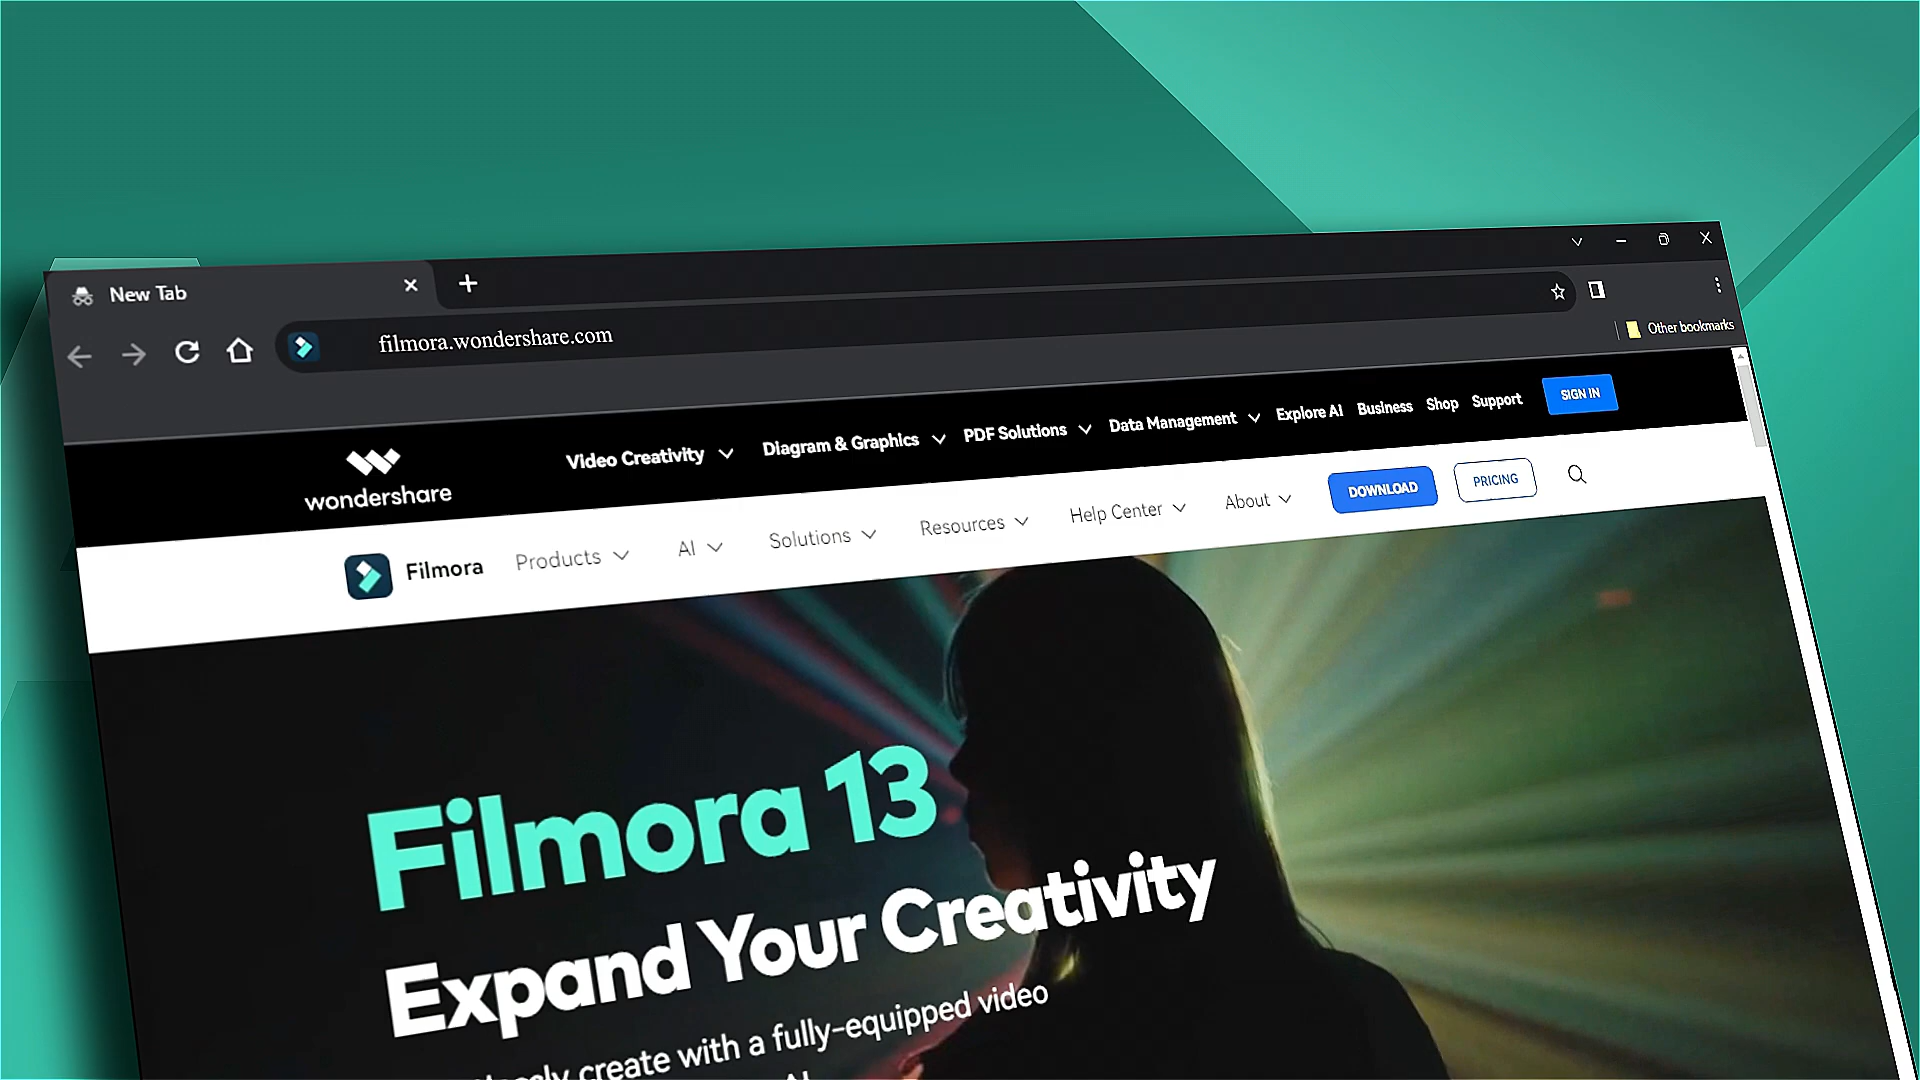 New Tab
filmora.wondershare.com
Other bookmarks
wondershare
Video Creativity
Diagram & Graphics
PDF Solutions
Data Management
Explore AI
Business
Shop
Support
SIGN IN
Filmora
Products
AI
Solutions
Resources
Help Center
About
DOWNLOAD
PRICING
Filmora 13
Expand Your Creativity
create with a fully-equipped video